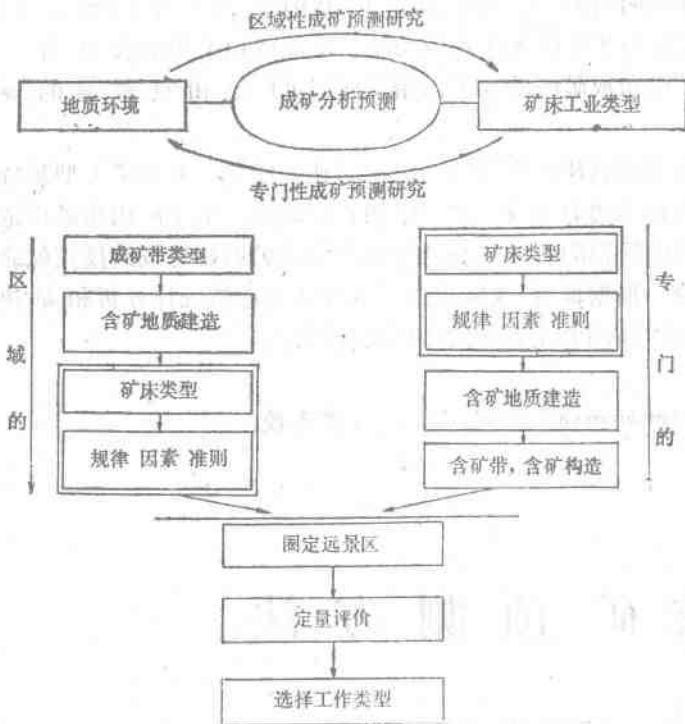 区域性成矿预测研究
地质环境
成矿分析预测
矿床工业类型
专门性成矿预测研究
区域的
成矿带类型
含矿地质建造
矿床类型
规律 因素 准则
矿床类型
规律 因素 准则
含矿地质建造
含矿带，含矿构造
专门的
圈定远景区
定量评价
选择工作类型